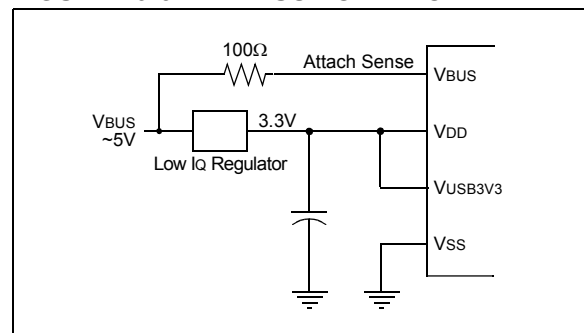 100Ω
Attach Sense
VBUS
VBUS
~5V
3.3V
VDD
Low IQ Regulator
VUSB3V3
VSS